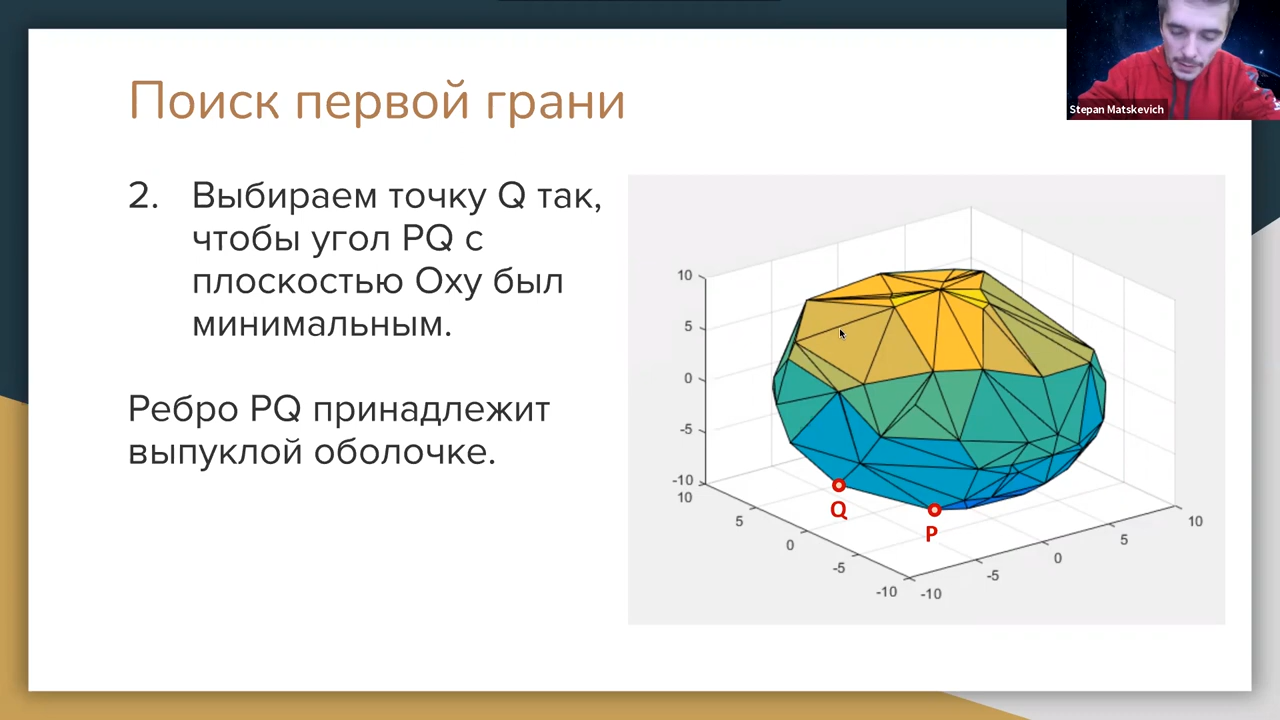 Поиск первой грани
Stepan Matskevich
2. Выбираем точку Q так,
чтобы угол PQ с
плоскостью Oxy был
минимальным.
Ребро PQ принадлежит
выпуклой оболочке.
10
5
0
-5
-10
10
5
0
-5
-10
-10
-5
0
5
10
Q
P